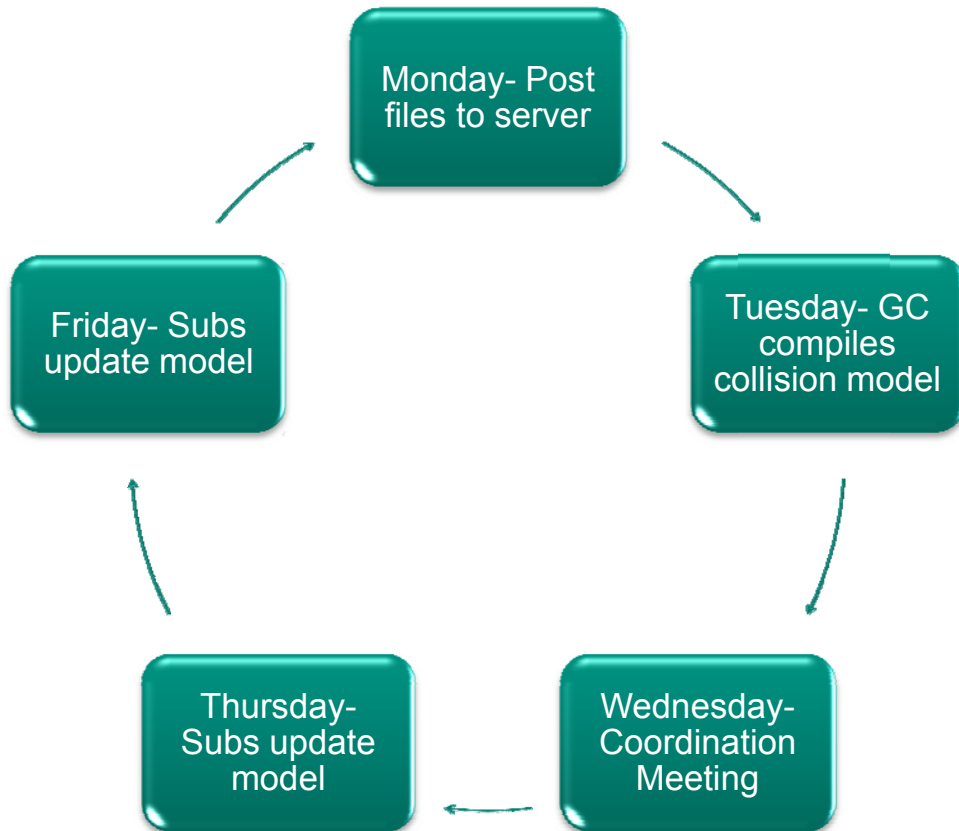 Monday- Post
files to server
Tuesday- GC
compiles
collision model
Wednesday-
Coordination
Meeting
Thursday-
Subs update
model
Friday- Subs
update model